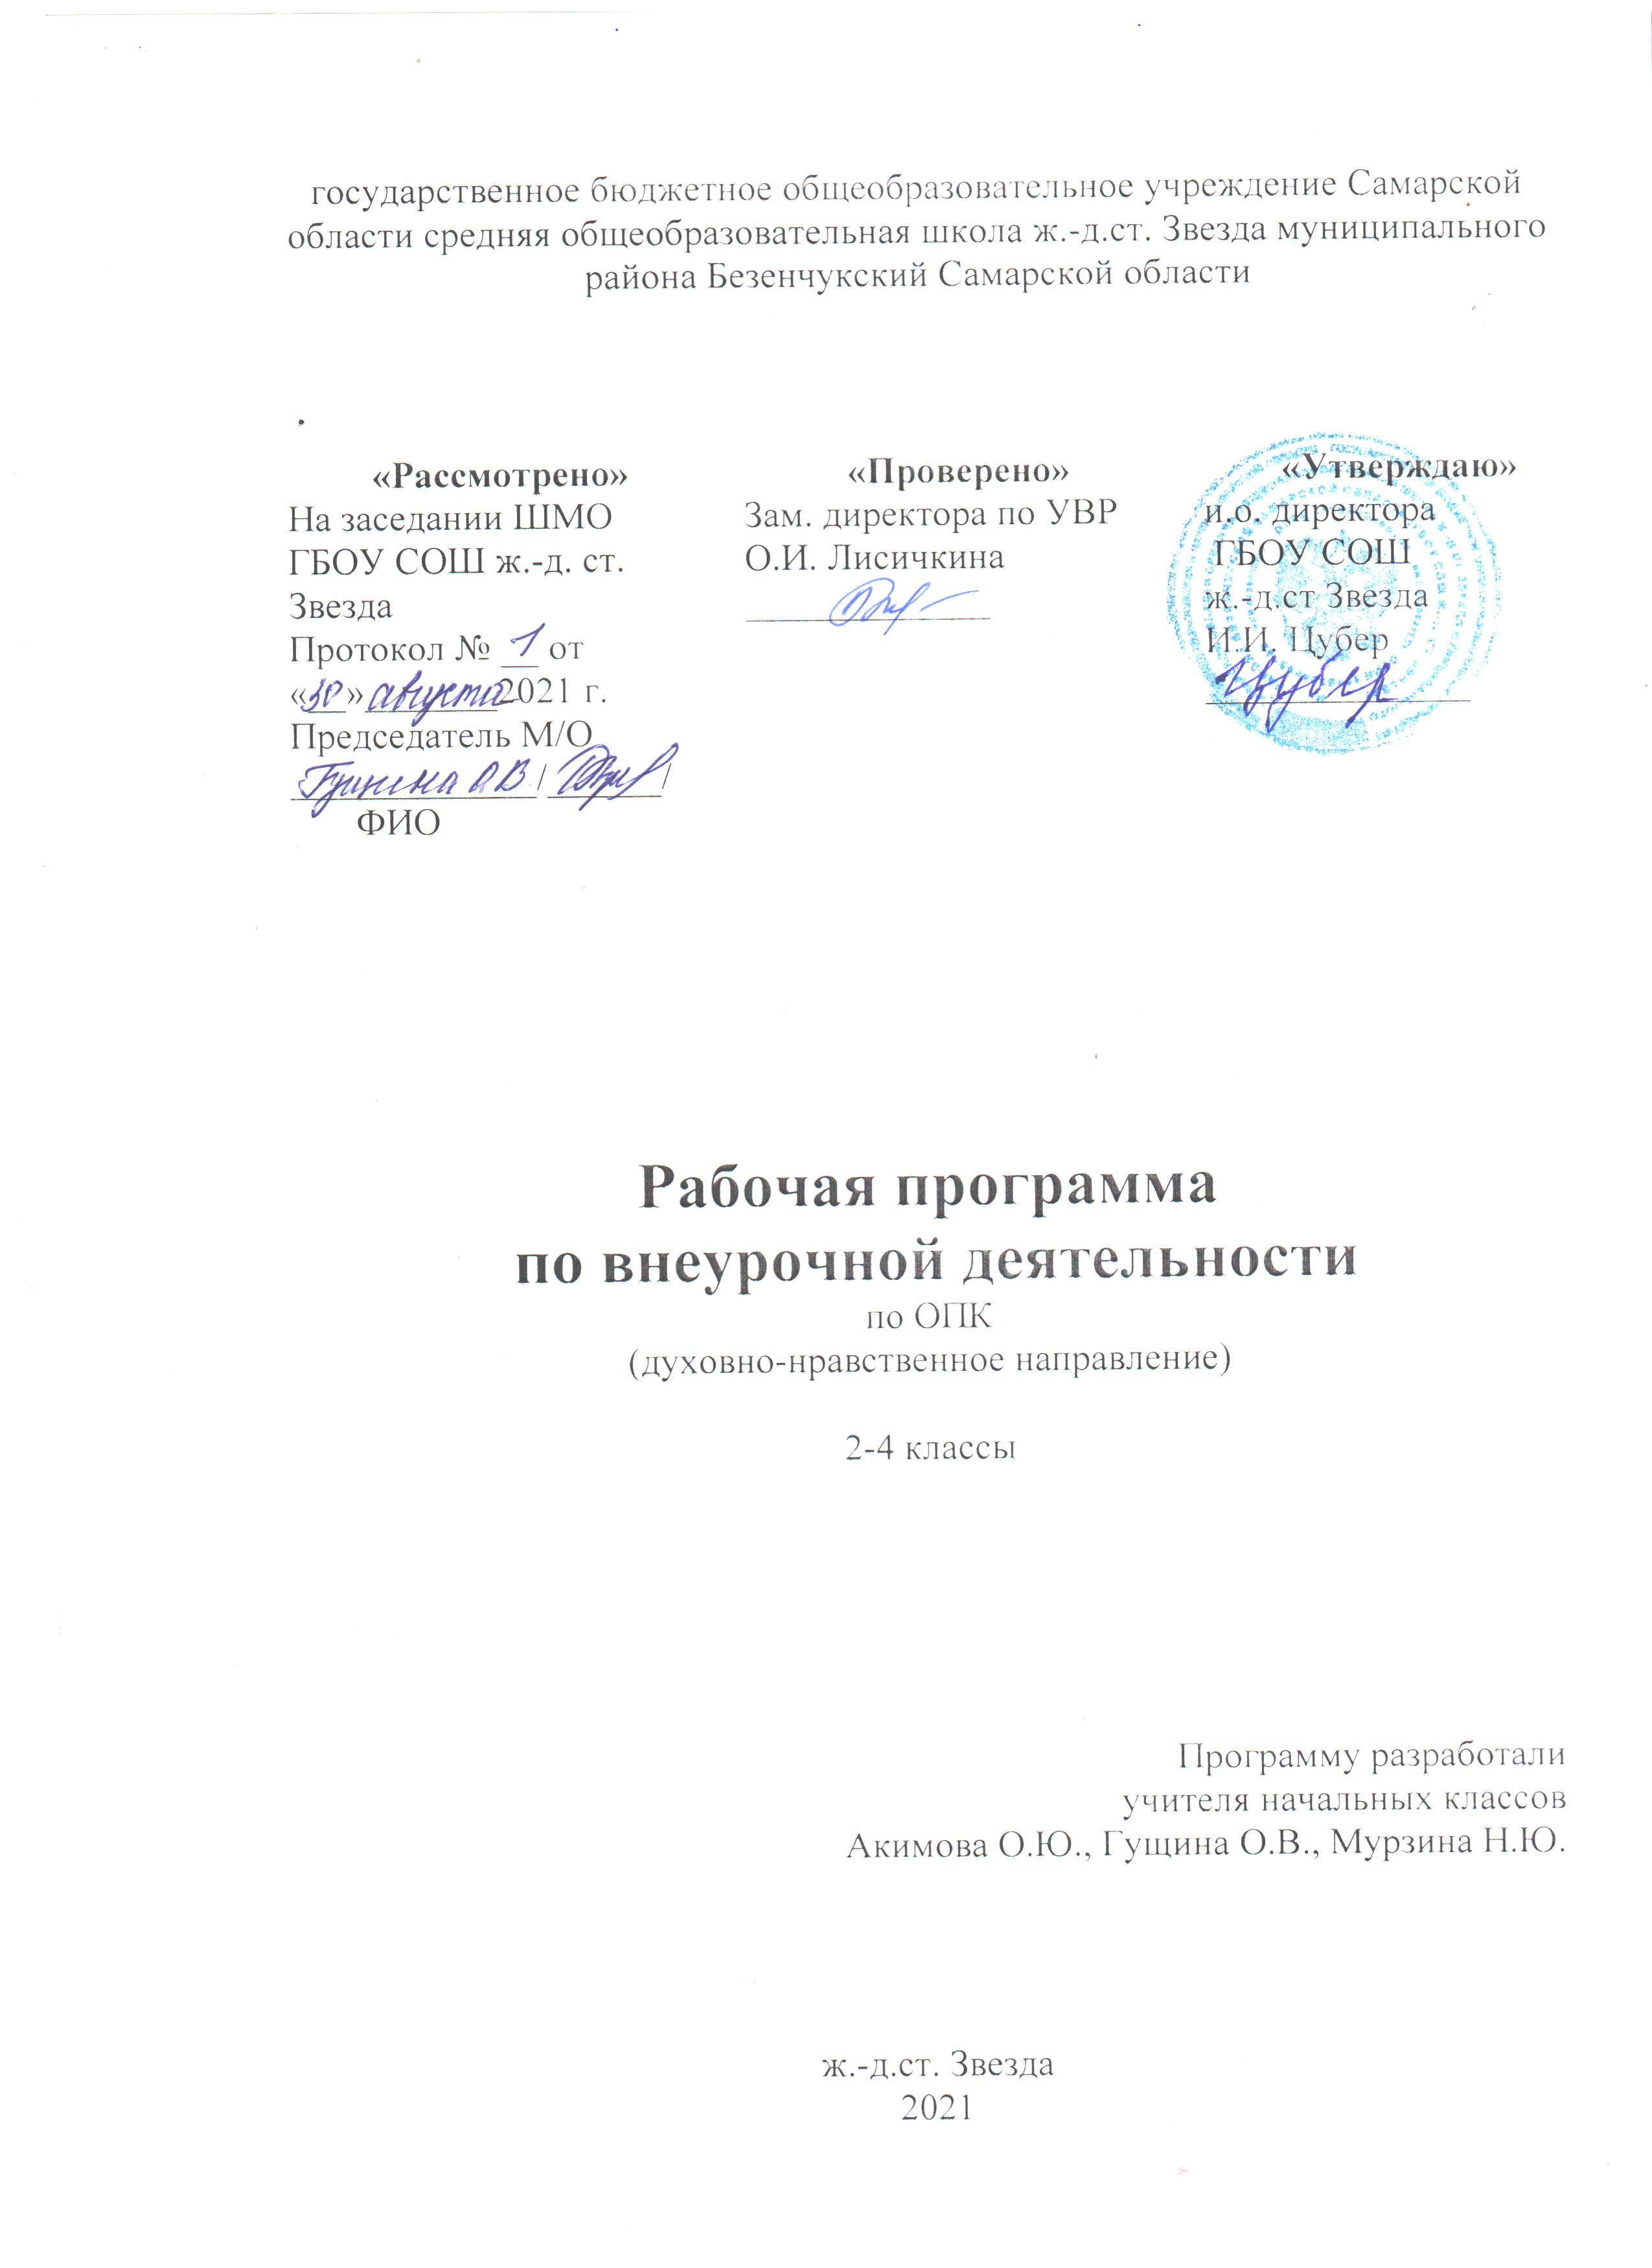 государственное бюджетное общеобразовательное учреждение Самарской
области средняя общеобразовательная школа ж.-д.ст. Звезда муниципального
района Безенчукский Самарской области
«Рассмотрено»
На заседании ШМО
ГБОУ СОШ ж.-д. ст.
Звезда
Протокол № 1 от
«30» августа 2021 г.
Председатель М/О
/ /
ФИО
«Проверено»
Зам. директора по УВР
О.И. Лисичкина
«Утверждаю»
и.о. директора
ГБОУ СОШ
ж.-д.ст Звезда
И.И. Цубер
Цубер
Рабочая программа
по внеурочной деятельности
по ОПК
(духовно-нравственное направление)
2-4 классы
Программу разработали
учителя начальных классов
Акимова О.Ю., Гущина О.В., Мурзина Н.Ю.
ж.-д.ст. Звезда
2021